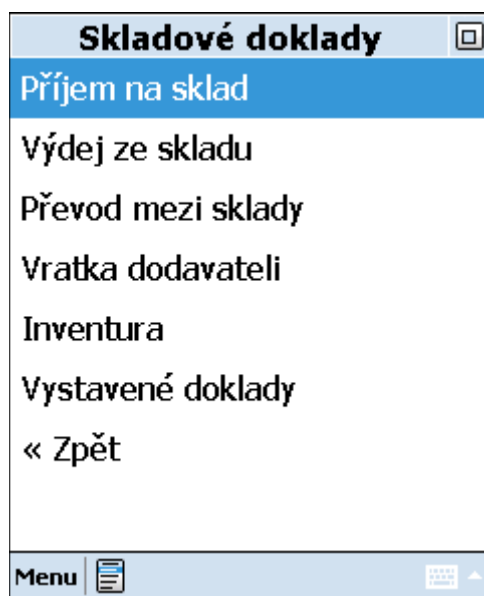 Skladové doklady
Příjem na sklad
Výdej ze skladu
Převod mezi sklady
Vratka dodavateli
Inventura
Vystavené doklady
« Zpět
Menu